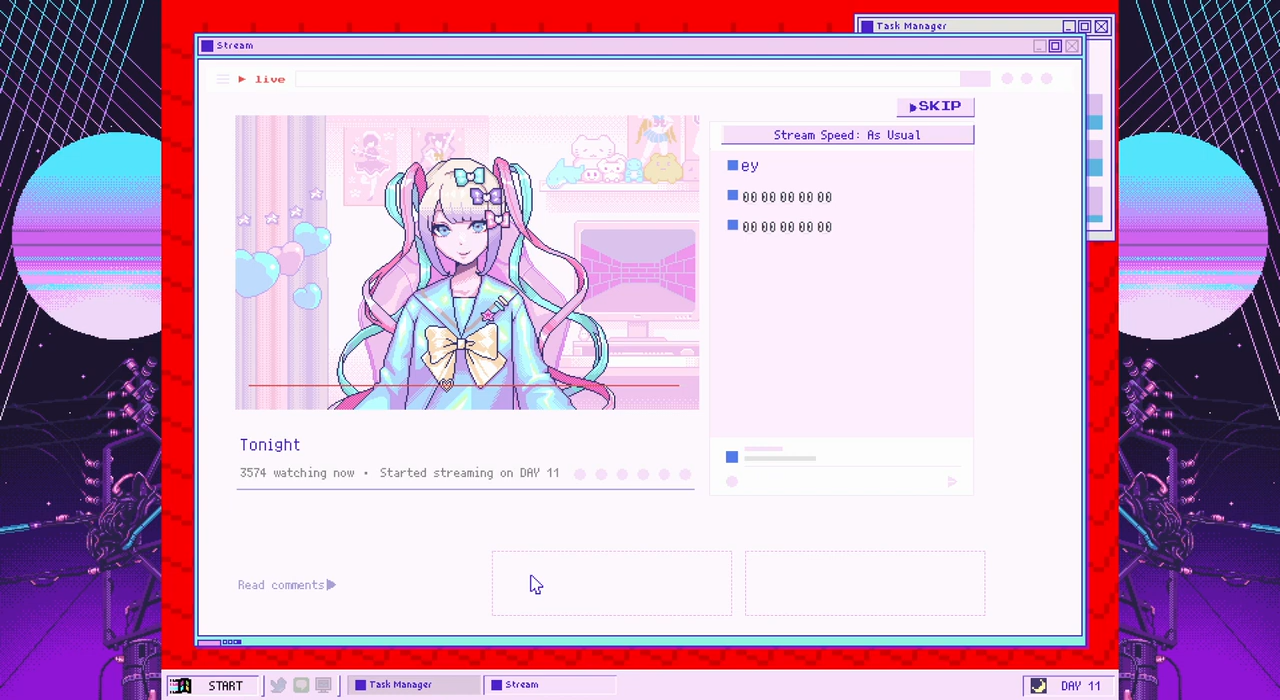 Task Manager
Stream
live
SKIP
Stream Speed: As Usual
ey
00 00 00 00 00
00 00 00 00 00
Tonight
3574 watching now • Started streaming on DAY 11
Read comments
START
Task Manager
Stream
DAY 11